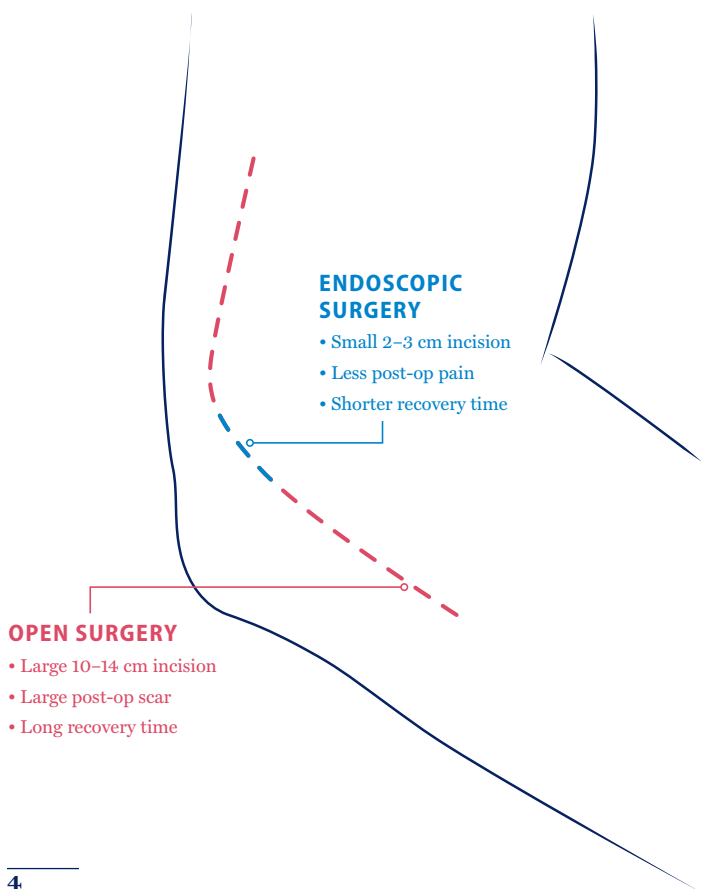 ENDOSCOPIC
SURGERY
• Small 2–3 cm incision
• Less post-op pain
• Shorter recovery time
OPEN SURGERY
• Large 10–14 cm incision
• Large post-op scar
• Long recovery time
4